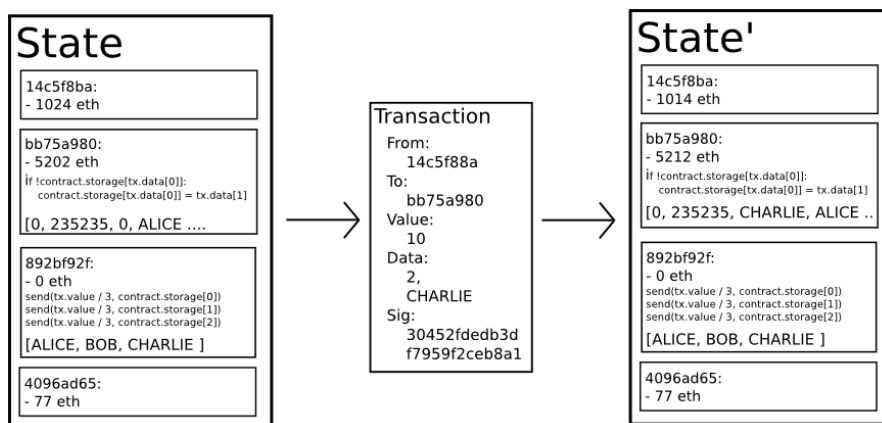 State
14c5f8ba:
- 1024 eth
bb75a980:
- 5202 eth
if !contract.storage[tx.data[0]]:
contract.storage[tx.data[0]] = tx.data[1]
[0, 235235, 0, ALICE ....
892bf92f:
- 0 eth
send(tx.value / 3, contract.storage[0])
send(tx.value / 3, contract.storage[1])
send(tx.value / 3, contract.storage[2])
[ALICE, BOB, CHARLIE ]
4096ad65:
- 77 eth
Transaction
From:
14c5f88a
To:
bb75a980
Value:
10
Data:
2,
CHARLIE
Sig:
30452fdedb3d
f7959f2ceb8a1
State'
14c5f8ba:
- 1014 eth
bb75a980:
- 5212 eth
if !contract.storage[tx.data[0]]:
contract.storage[tx.data[0]] = tx.data[1]
[0, 235235, CHARLIE, ALICE ..
892bf92f:
- 0 eth
send(tx.value / 3, contract.storage[0])
send(tx.value / 3, contract.storage[1])
send(tx.value / 3, contract.storage[2])
[ALICE, BOB, CHARLIE ]
4096ad65:
- 77 eth